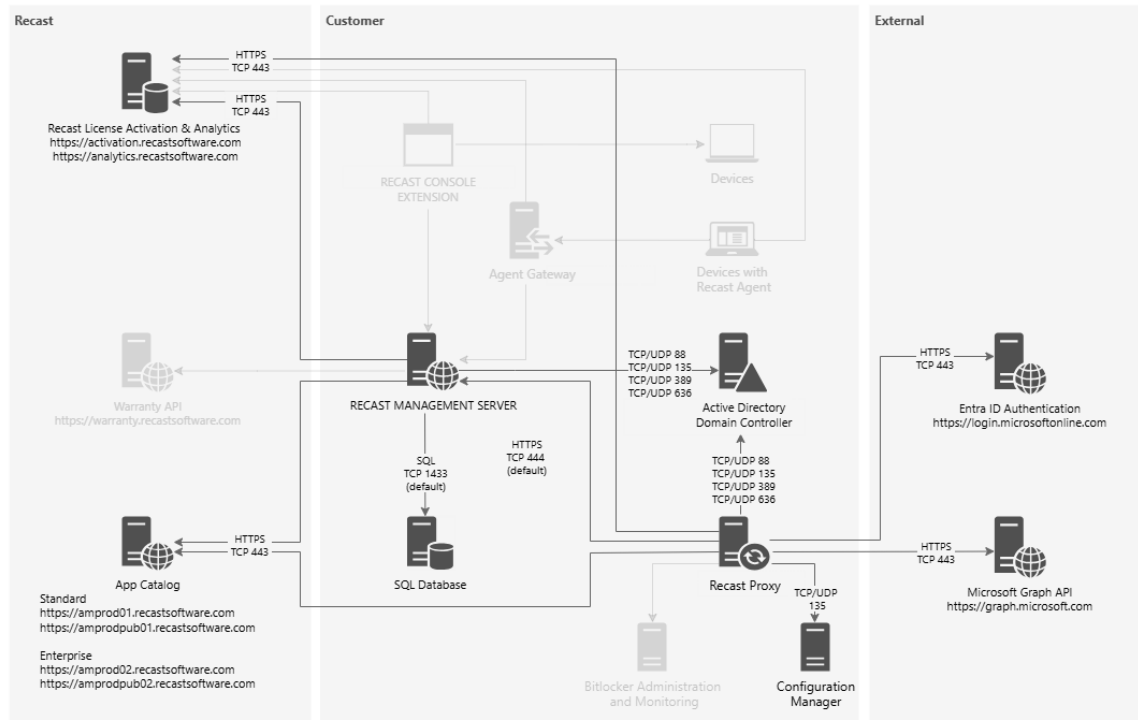 Recast
Customer
External
HTTPS
TCP 443
HTTPS
TCP 443
Recast License Activation & Analytics
https://activation.recastsoftware.com
https://analytics.recastsoftware.com
RECAST CONSOLE
EXTENSION
Devices
Agent Gateway
Devices with
Recast Agent
Warranty API
https://warranty.recastsoftware.com
RECAST MANAGEMENT SERVER
TCP/UDP 88
TCP/UDP 135
TCP/UDP 389
TCP/UDP 636
Active Directory
Domain Controller
HTTPS
TCP 443
Entra ID Authentication
https://login.microsoftonline.com
SQL
TCP 1433
(default)
HTTPS
TCP 444
(default)
TCP/UDP 88
TCP/UDP 135
TCP/UDP 389
TCP/UDP 636
HTTPS
TCP 443
App Catalog
Standard
https://amprod01.recastsoftware.com
https://amprodpub01.recastsoftware.com
Enterprise
https://amprod02.recastsoftware.com
https://amprodpub02.recastsoftware.com
SQL Database
Recast Proxy
HTTPS
TCP 443
Microsoft Graph API
https://graph.microsoft.com
TCP/UDP
135
Bitlocker Administration
and Monitoring
Configuration
Manager